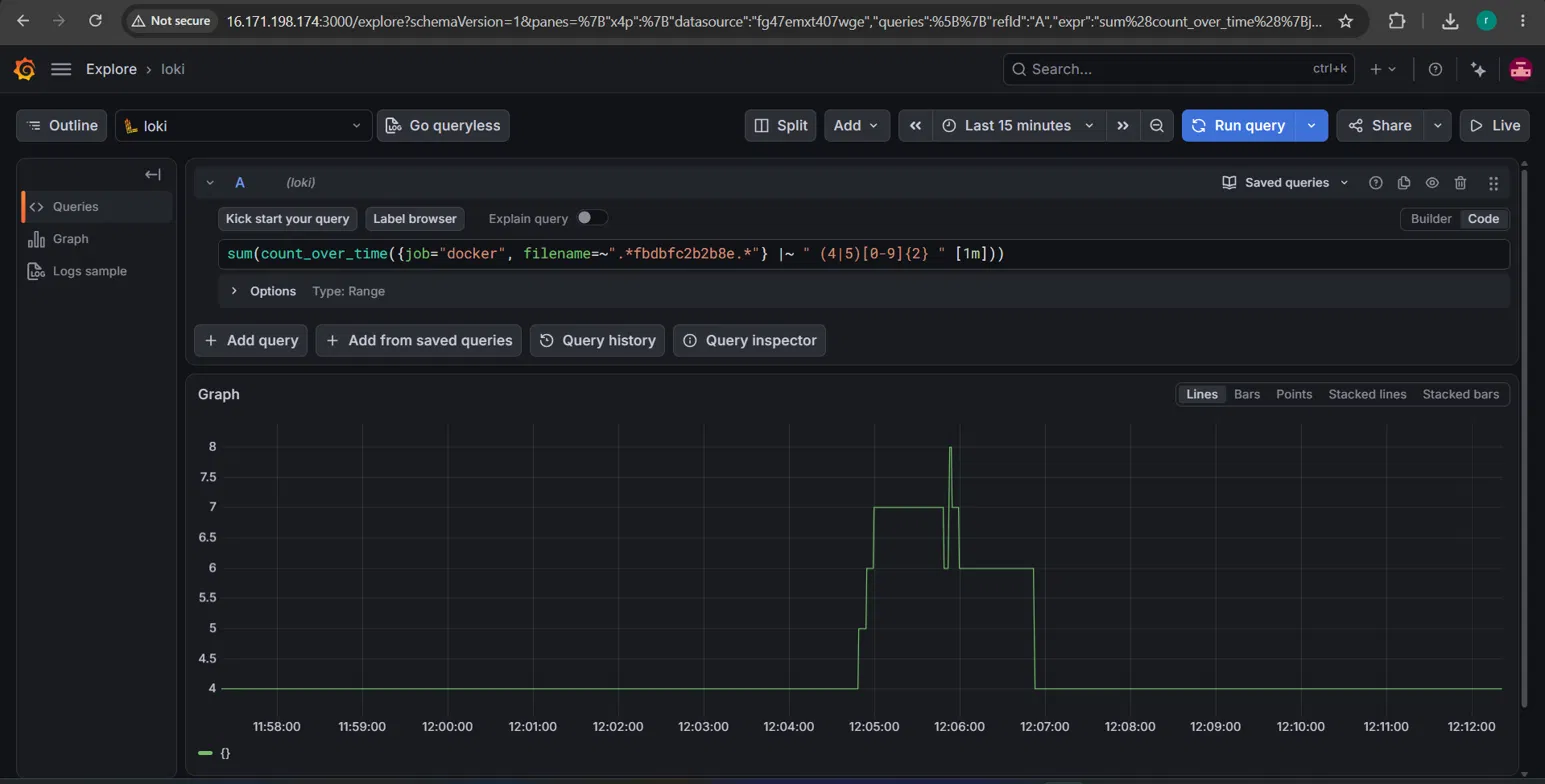 Not secure 16.171.198.174:3000/explore?schemaVersion=1&panes=%7B"x4p":%7B"datasource":"fg47emxt407wge","queries":%5B%7B"refId":"A","expr":"sum%28count_over_time%28%7Bj... r
Explore › loki Search... ctrl+k
Outline loki Go queryless Split Add Last 15 minutes Run query Share Live
A (loki) Saved queries
Queries
Graph
Logs sample
Kick start your query Label browser Explain query Builder Code
sum(count_over_time({job="docker", filename=~".*fbdbfc2b2b8e.*"} |~ " (4|5)[0-9]{2} " [1m]))
Options Type: Range
+ Add query + Add from saved queries Query history Query inspector
Graph Lines Bars Points Stacked lines Stacked bars
8
7.5
7
6.5
6
5.5
5
4.5
4
11:58:00 11:59:00 12:00:00 12:01:00 12:02:00 12:03:00 12:04:00 12:05:00 12:06:00 12:07:00 12:08:00 12:09:00 12:10:00 12:11:00 12:12:00
{}